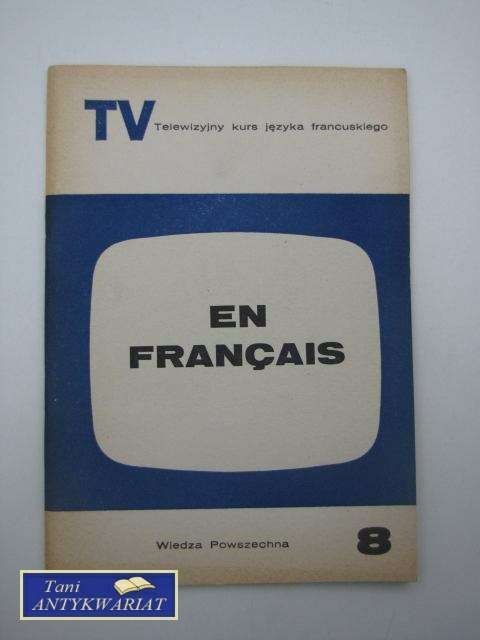 TV Telewizyjny kurs języka francuskiego
EN
FRANÇAIS
Wiedza Powszechna 8
Tani
ANTYKWARIAT